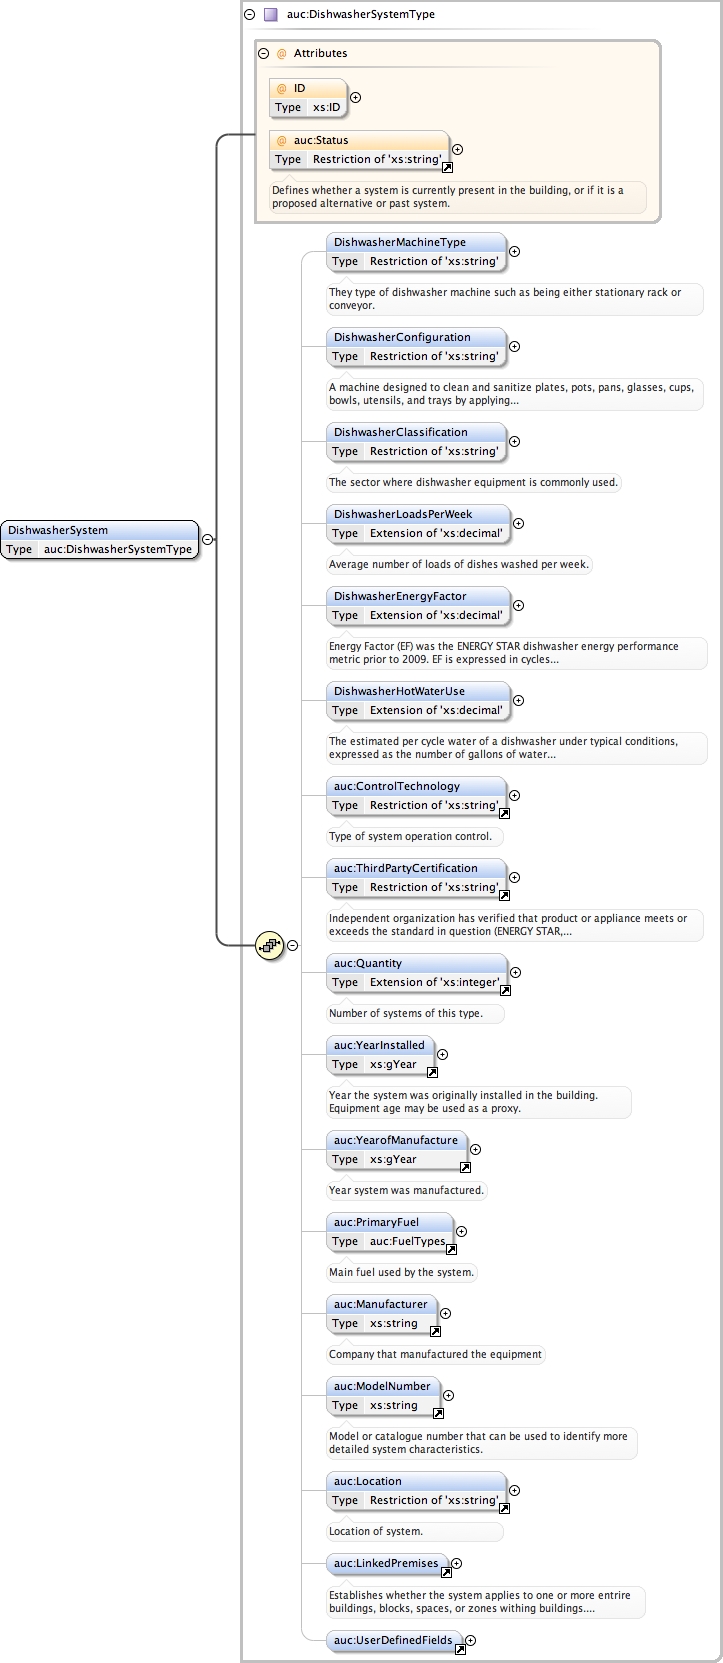 auc:DishwasherSystemType
@ Attributes
@ ID
Type xs:ID
@ auc:Status
Type Restriction of 'xs:string'
Defines whether a system is currently present in the building, or if it is a
proposed alternative or past system.
DishwasherMachineType
Type Restriction of 'xs:string'
They type of dishwasher machine such as being either stationary rack or
conveyor.
DishwasherConfiguration
Type Restriction of 'xs:string'
A machine designed to clean and sanitize plates, pots, pans, glasses, cups,
bowls, utensils, and trays by applying...
DishwasherClassification
Type Restriction of 'xs:string'
The sector where dishwasher equipment is commonly used.
DishwasherLoadsPerWeek
Type Extension of 'xs:decimal'
Average number of loads of dishes washed per week.
DishwasherSystem
Type auc:DishwasherSystemType
DishwasherEnergyFactor
Type Extension of 'xs:decimal'
Energy Factor (EF) was the ENERGY STAR dishwasher energy performance
metric prior to 2009. EF is expressed in cycles...
DishwasherHotWaterUse
Type Extension of 'xs:decimal'
The estimated per cycle water of a dishwasher under typical conditions,
expressed as the number of gallons of water...
auc:ControlTechnology
Type Restriction of 'xs:string'
Type of system operation control.
auc:ThirdPartyCertification
Type Restriction of 'xs:string'
Independent organization has verified that product or appliance meets or
exceeds the standard in question (ENERGY STAR,...
auc:Quantity
Type Extension of 'xs:integer'
Number of systems of this type.
auc:YearInstalled
Type xs:gYear
Year the system was originally installed in the building.
Equipment age may be used as a proxy.
auc:YearofManufacture
Type xs:gYear
Year system was manufactured.
auc:PrimaryFuel
Type auc:FuelTypes
Main fuel used by the system.
auc:Manufacturer
Type xs:string
Company that manufactured the equipment
auc:ModelNumber
Type xs:string
Model or catalogue number that can be used to identify more
detailed system characteristics.
auc:Location
Type Restriction of 'xs:string'
Location of system.
auc:LinkedPremises
Establishes whether the system applies to one or more entrire
buildings, blocks, spaces, or zones withing buildings....
auc:UserDefinedFields